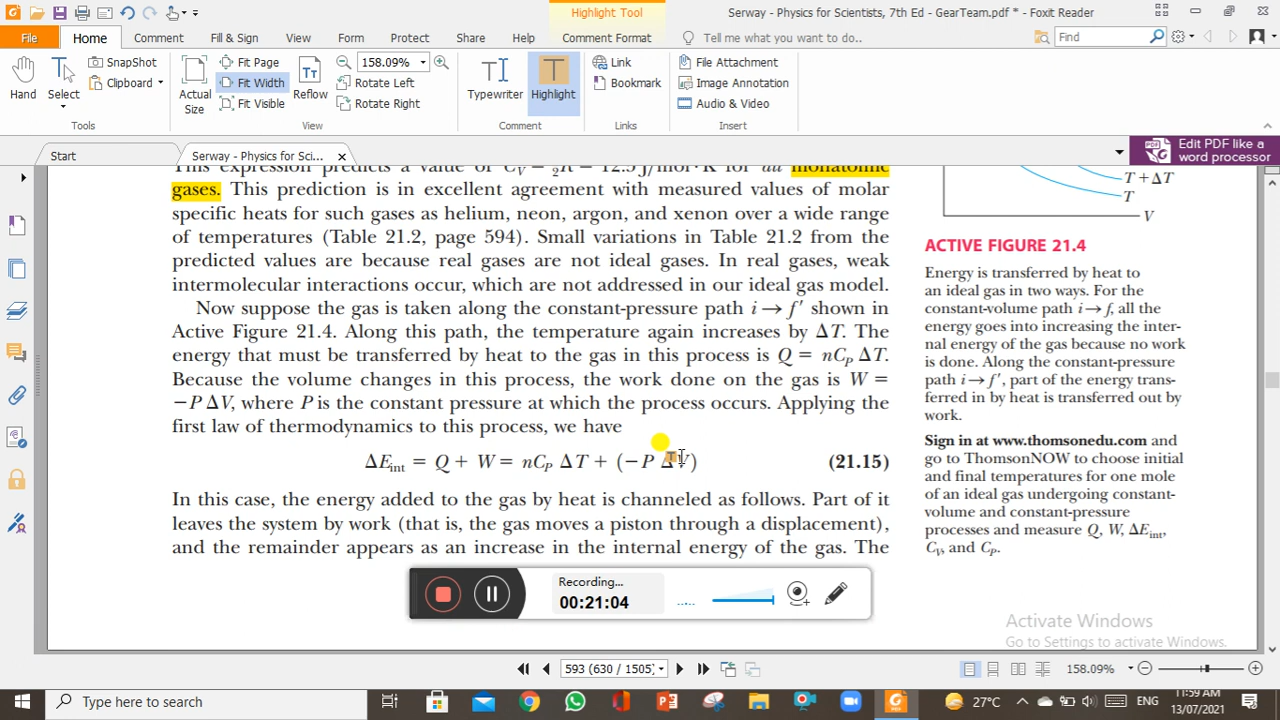 Highlight Tool
Serway - Physics for Scientists, 7th Ed - GearTeam.pdf * - Foxit Reader
File Home Comment Fill & Sign View Form Protect Share Help Comment Format Tell me what you want to do... Find
Hand
Select
SnapShot
Clipboard
Actual Size
Fit Page
Fit Width
Fit Visible
Reflow
158.09%
Rotate Left
Rotate Right
Typewriter
Highlight
Link
Bookmark
File Attachment
Image Annotation
Audio & Video
Tools View Comment Links Insert
Start
Serway - Physics for Sci...
Edit PDF like a
word processor
This expression predicts a value of C_V = 3/2 R = 12.5 J/mol · K for all monatomic
gases. This prediction is in excellent agreement with measured values of molar
specific heats for such gases as helium, neon, argon, and xenon over a wide range
of temperatures (Table 21.2, page 594). Small variations in Table 21.2 from the
predicted values are because real gases are not ideal gases. In real gases, weak
intermolecular interactions occur, which are not addressed in our ideal gas model.
Now suppose the gas is taken along the constant-pressure path i → f′ shown in
Active Figure 21.4. Along this path, the temperature again increases by ΔT. The
energy that must be transferred by heat to the gas in this process is Q = nC_P ΔT.
Because the volume changes in this process, the work done on the gas is W =
−P ΔV, where P is the constant pressure at which the process occurs. Applying the
first law of thermodynamics to this process, we have
ΔE_int = Q + W = nC_P ΔT + (−P ΔV) (21.15)
In this case, the energy added to the gas by heat is channeled as follows. Part of it
leaves the system by work (that is, the gas moves a piston through a displacement),
and the remainder appears as an increase in the internal energy of the gas. The
T + ΔT
T
V
ACTIVE FIGURE 21.4
Energy is transferred by heat to
an ideal gas in two ways. For the
constant-volume path i → f, all the
energy goes into increasing the inter-
nal energy of the gas because no work
is done. Along the constant-pressure
path i → f′, part of the energy trans-
ferred in by heat is transferred out by
work.
Sign in at www.thomsonedu.com and
go to ThomsonNOW to choose initial
and final temperatures for one mole
of an ideal gas undergoing constant-
volume and constant-pressure
processes and measure Q, W, ΔE_int,
C_V, and C_P.
Recording...
00:21:04
Activate Windows
Go to Settings to activate Windows.
593 (630 / 1505)
158.09%
Type here to search
27°C
ENG
11:59 AM
13/07/2021